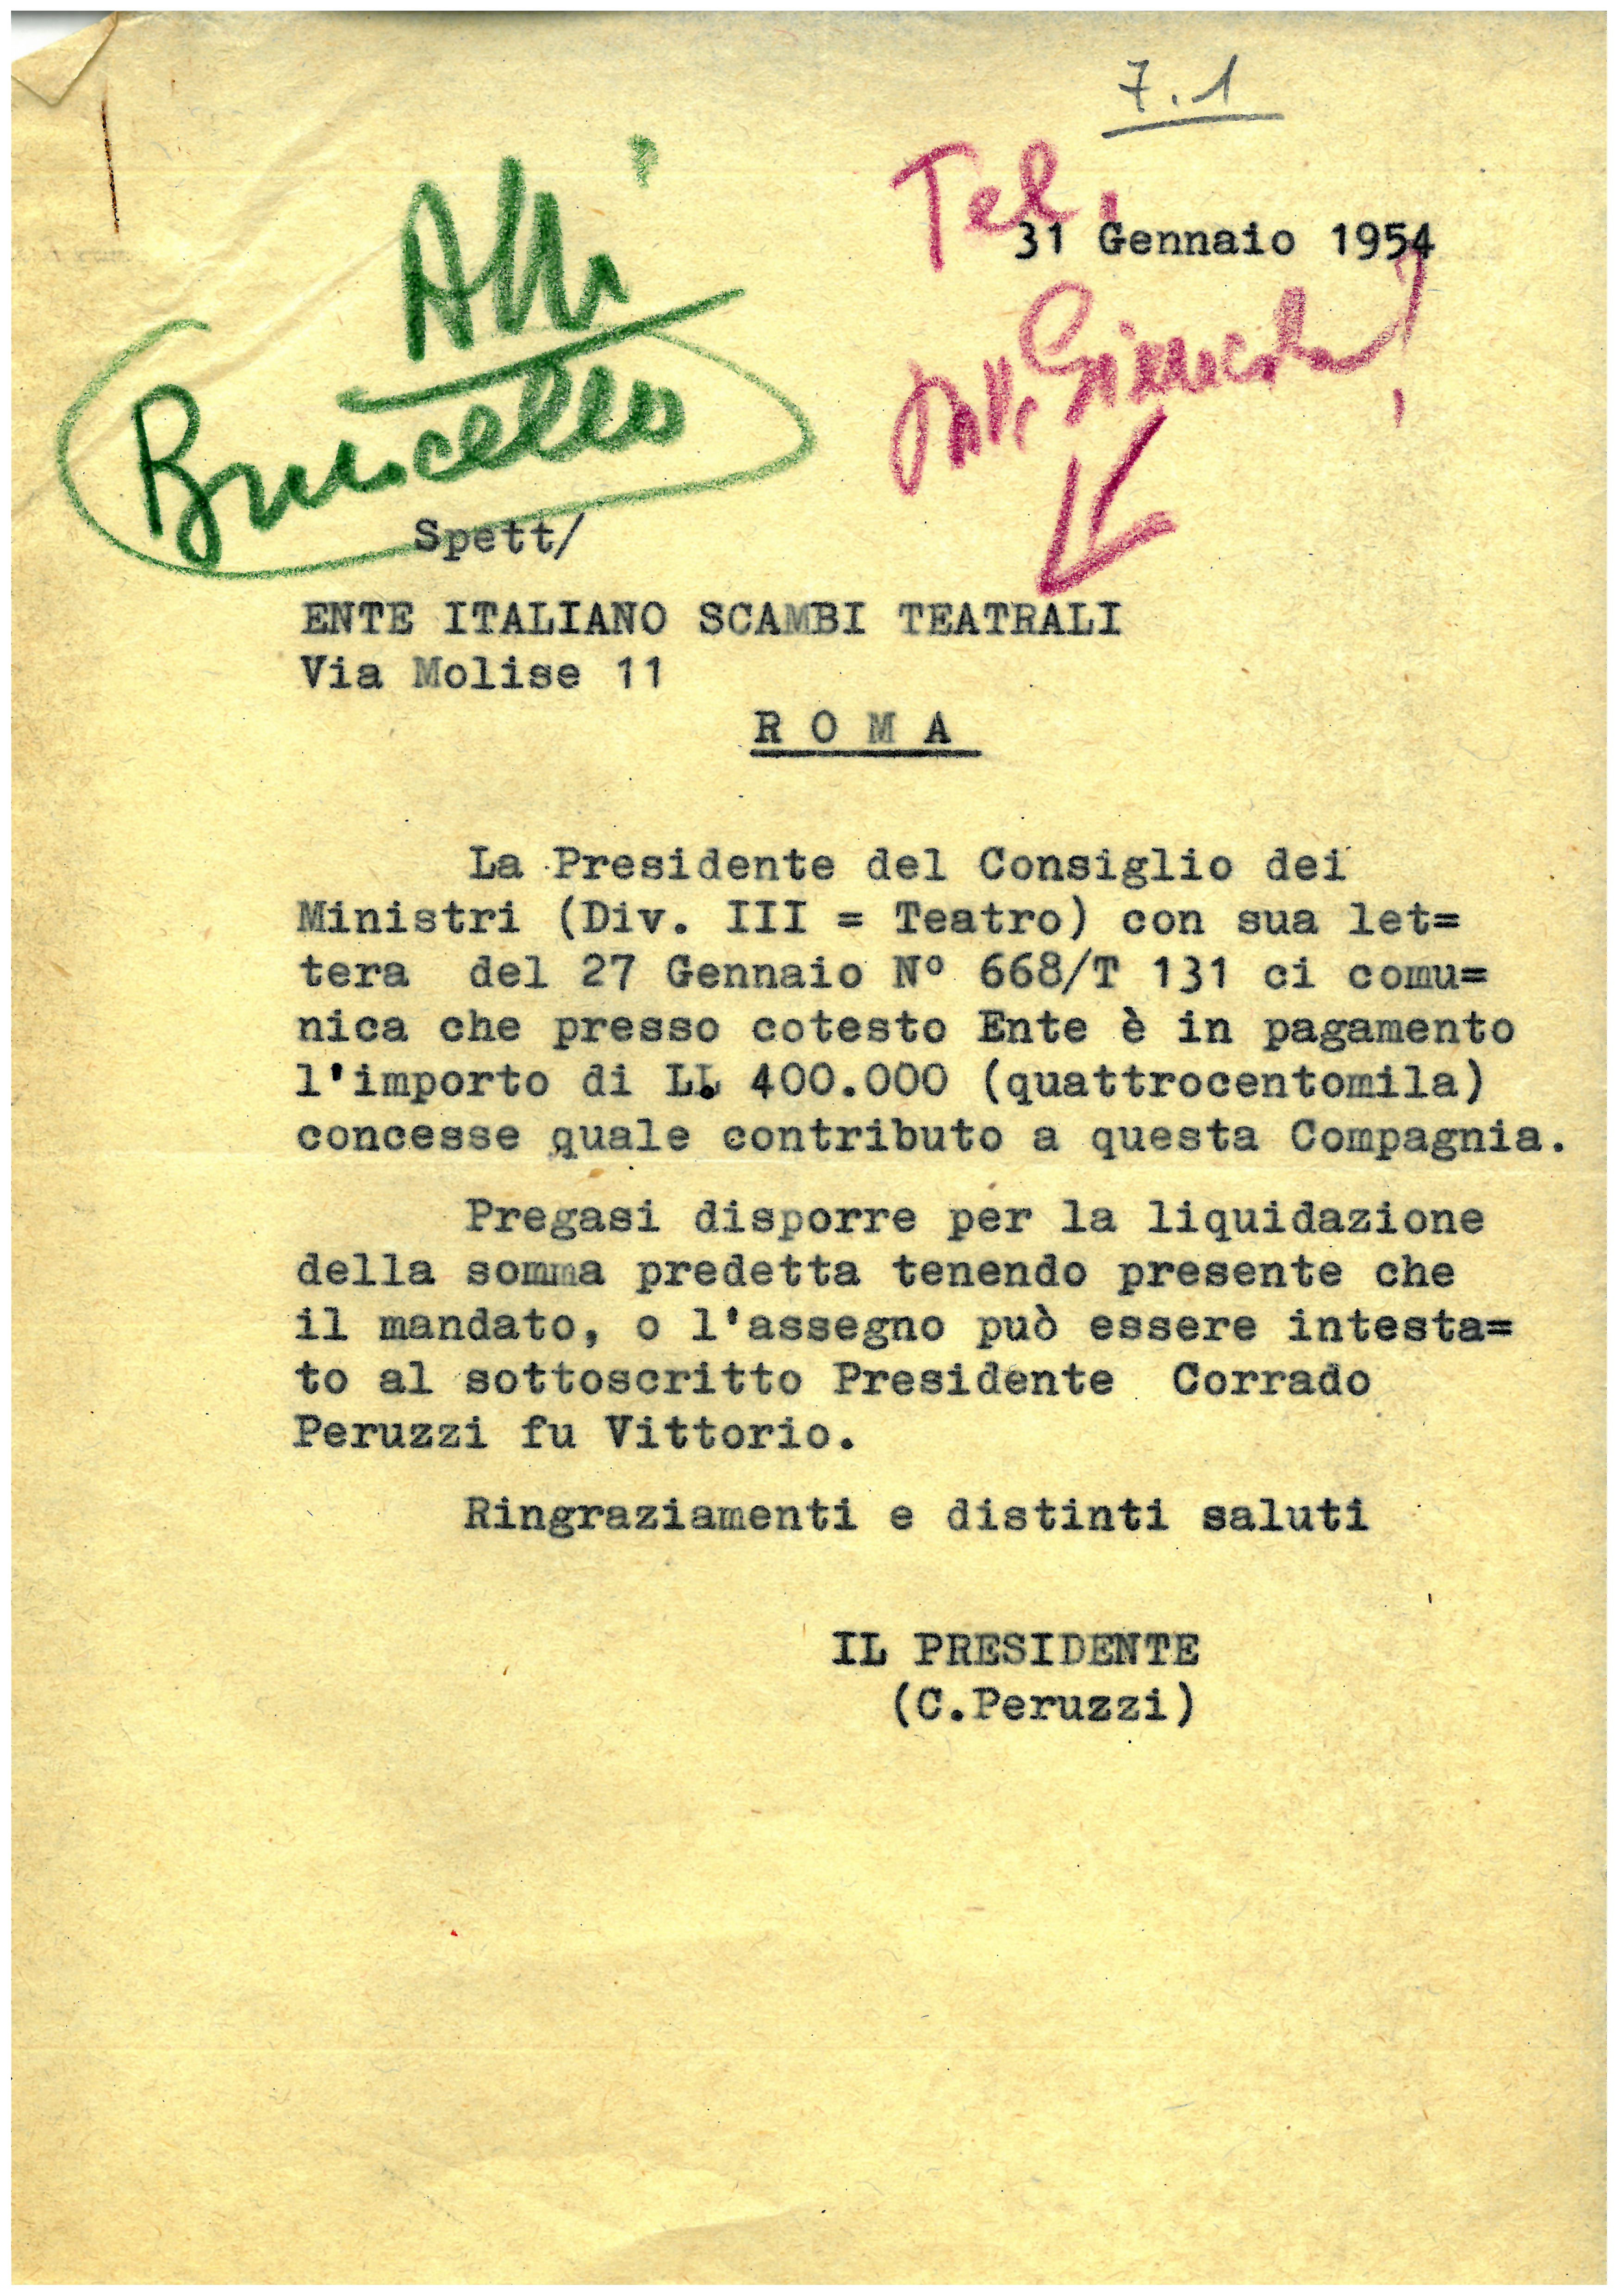 7.1
Tel.
31 Gennaio 1954
Atti
Spett/
ENTE ITALIANO SCAMBI TEATRALI
Via Molise 11
R O M A
La Presidente del Consiglio dei
Ministri (Div. III = Teatro) con sua let=
tera del 27 Gennaio N° 668/T 131 ci comu=
nica che presso cotesto Ente è in pagamento
l'importo di LL. 400.000 (quattrocentomila)
concesse quale contributo a questa Compagnia.
Pregasi disporre per la liquidazione
della somma predetta tenendo presente che
il mandato, o l'assegno può essere intesta=
to al sottoscritto Presidente Corrado
Peruzzi fu Vittorio.
Ringraziamenti e distinti saluti
IL PRESIDENTE
(C.Peruzzi)